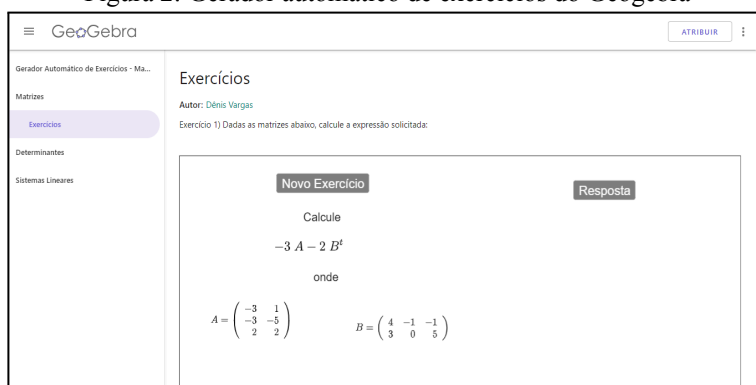 Figura 2: Gerador automático de exercícios do Geogebra
GeoGebra
ATRIBUIR
Gerador Automático de Exercícios - Ma...
Matrizes
Exercícios
Determinantes
Sistemas Lineares
Exercícios
Autor: Dênis Vargas
Exercício 1) Dadas as matrizes abaixo, calcule a expressão solicitada:
Novo Exercício
Resposta
Calcule
−3 A − 2 Bᵗ
onde
A = ( −3 1
−3 −5
2 2 )
B = ( 4 −1 −1
3 0 5 )